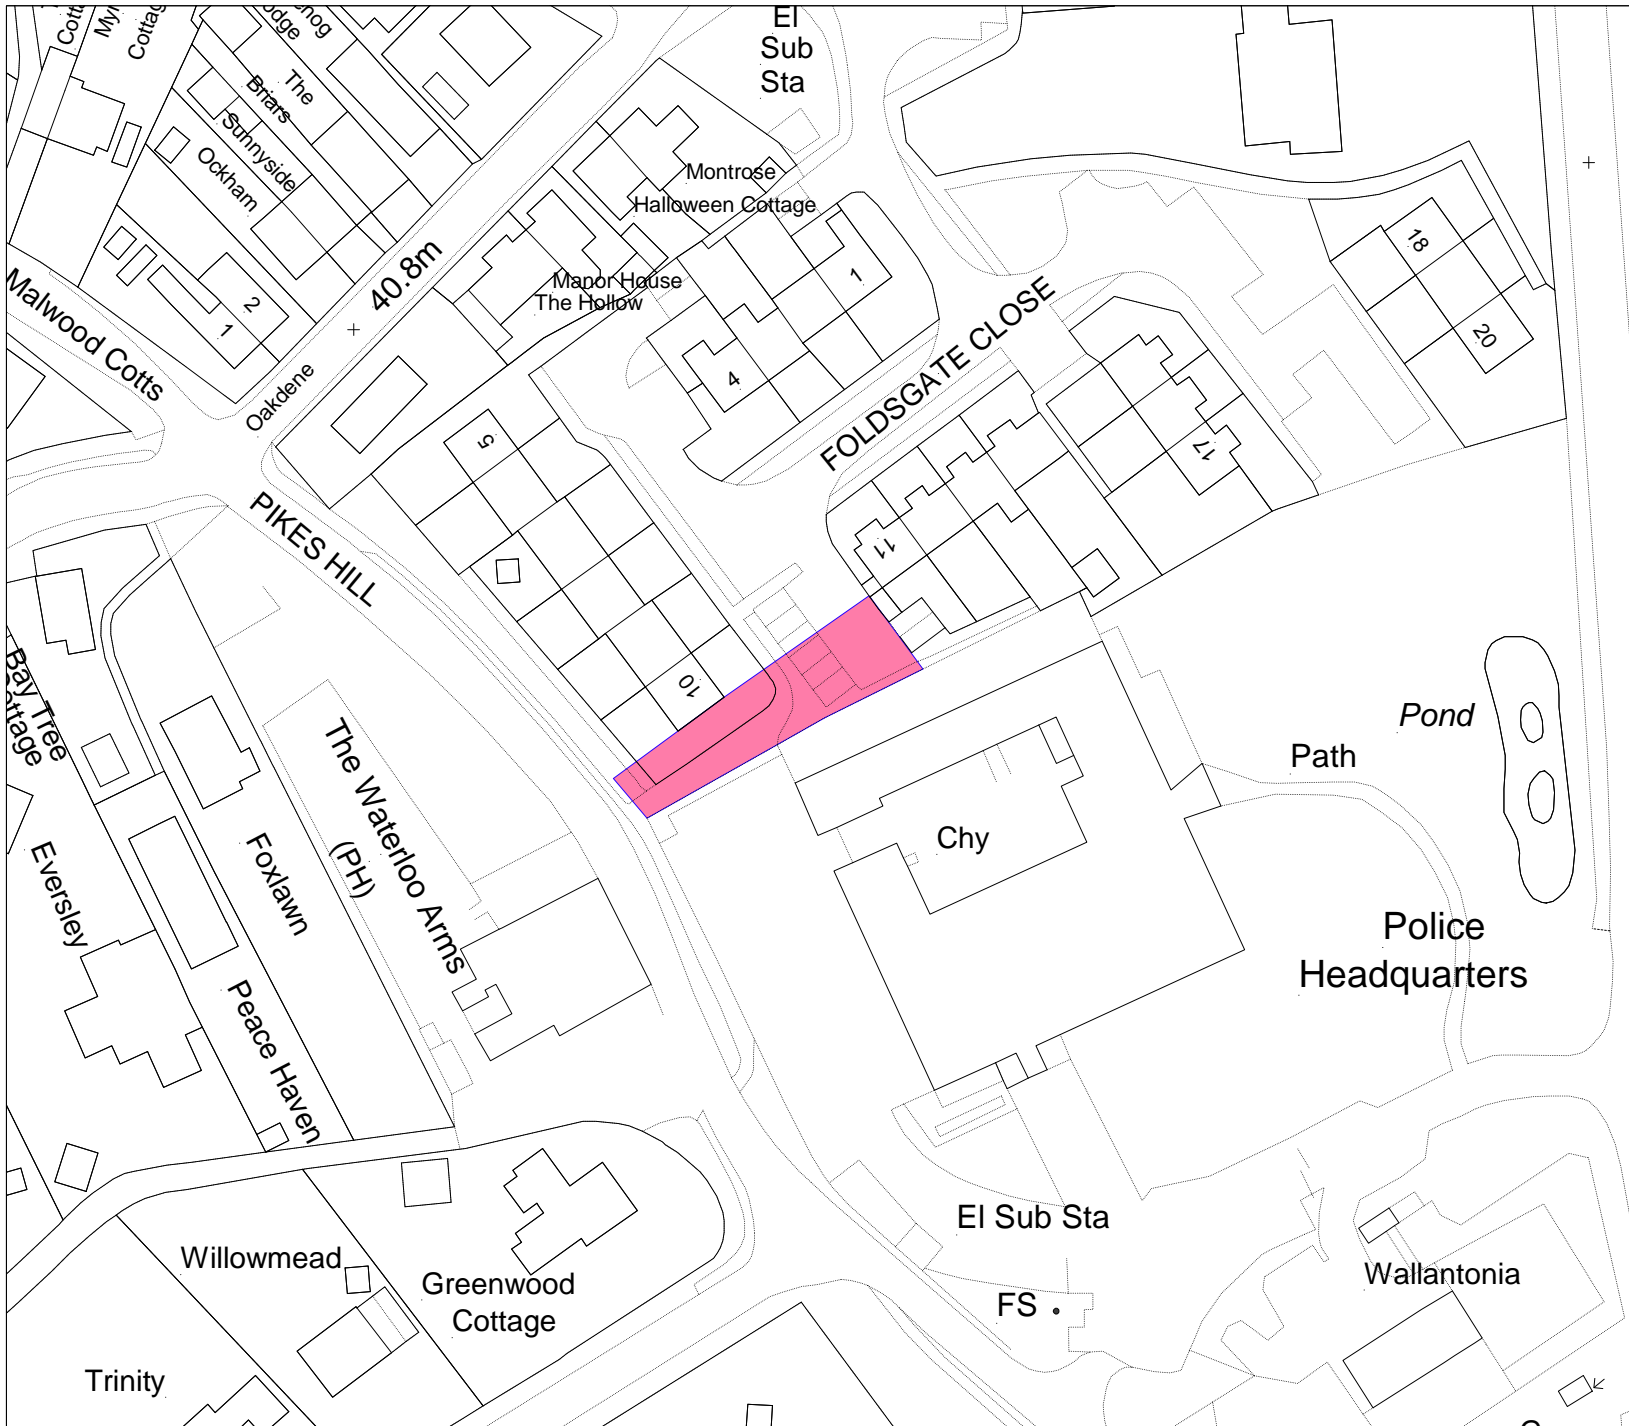 Cotta
Cottag
El
Sub
Sta
The
Briars
Sunnyside
Ockham
Montrose
Halloween Cottage
Manor House
The Hollow
40.8m
Malwood Cotts
2
1
Oakdene
1
4
5
FOLDSGATE CLOSE
18
20
17
11
10
PIKES HILL
Bay Tree
Cottage
The Waterloo Arms
(PH)
Foxlawn
Eversley
Peace Haven
Pond
Path
Chy
Police
Headquarters
El Sub Sta
FS
Wallantonia
Willowmead
Greenwood
Cottage
Trinity